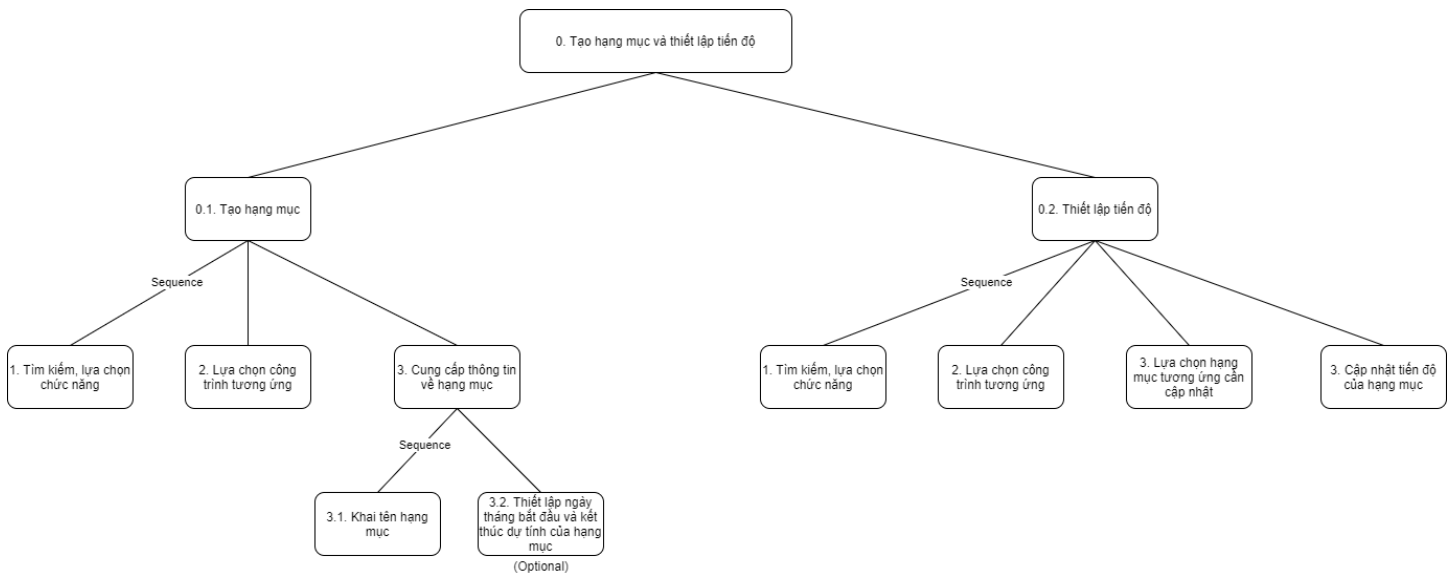 0. Tạo hạng mục và thiết lập tiến độ
0.1. Tạo hạng mục
0.2. Thiết lập tiến độ
Sequence
Sequence
1. Tìm kiếm, lựa chọn
chức năng
2. Lựa chọn công
trình tương ứng
3. Cung cấp thông tin
về hạng mục
1. Tìm kiếm, lựa chọn
chức năng
2. Lựa chọn công
trình tương ứng
3. Lựa chọn hạng
mục tương ứng cần
cập nhật
3. Cập nhật tiến độ
của hạng mục
Sequence
3.1. Khai tên hạng
mục
3.2. Thiết lập ngày
tháng bắt đầu và kết
thúc dự tính của hạng
mục
(Optional)